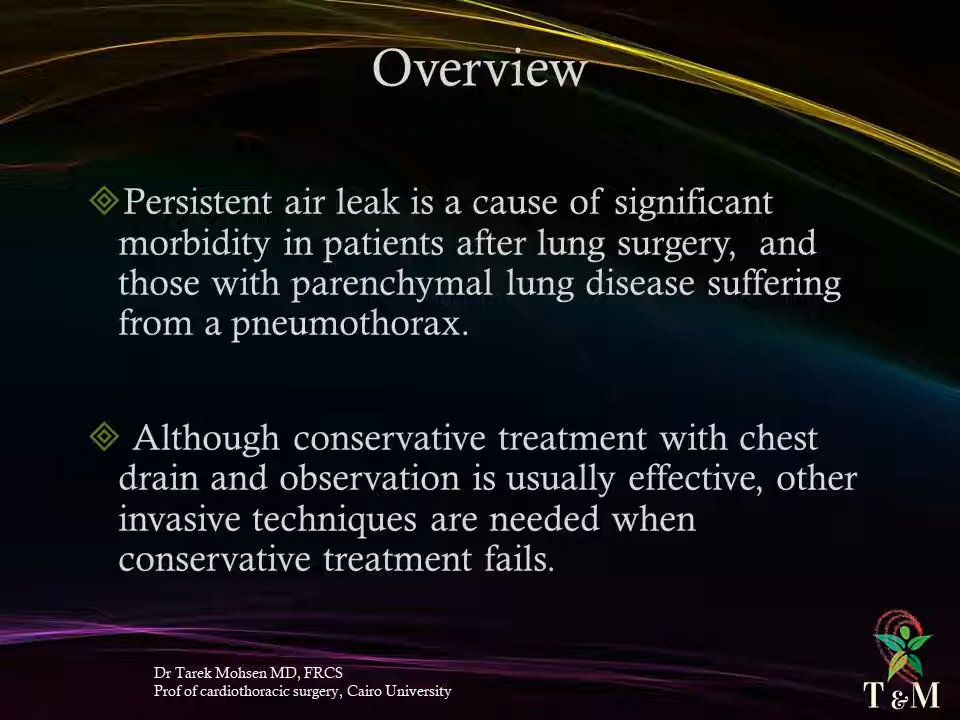 Overview
Persistent air leak is a cause of significant
morbidity in patients after lung surgery,  and
those with parenchymal lung disease suffering
from a pneumothorax.
Although conservative treatment with chest
drain and observation is usually effective, other
invasive techniques are needed when
conservative treatment fails.
Dr Tarek Mohsen MD, FRCS
Prof of cardiothoracic surgery, Cairo University
T & M